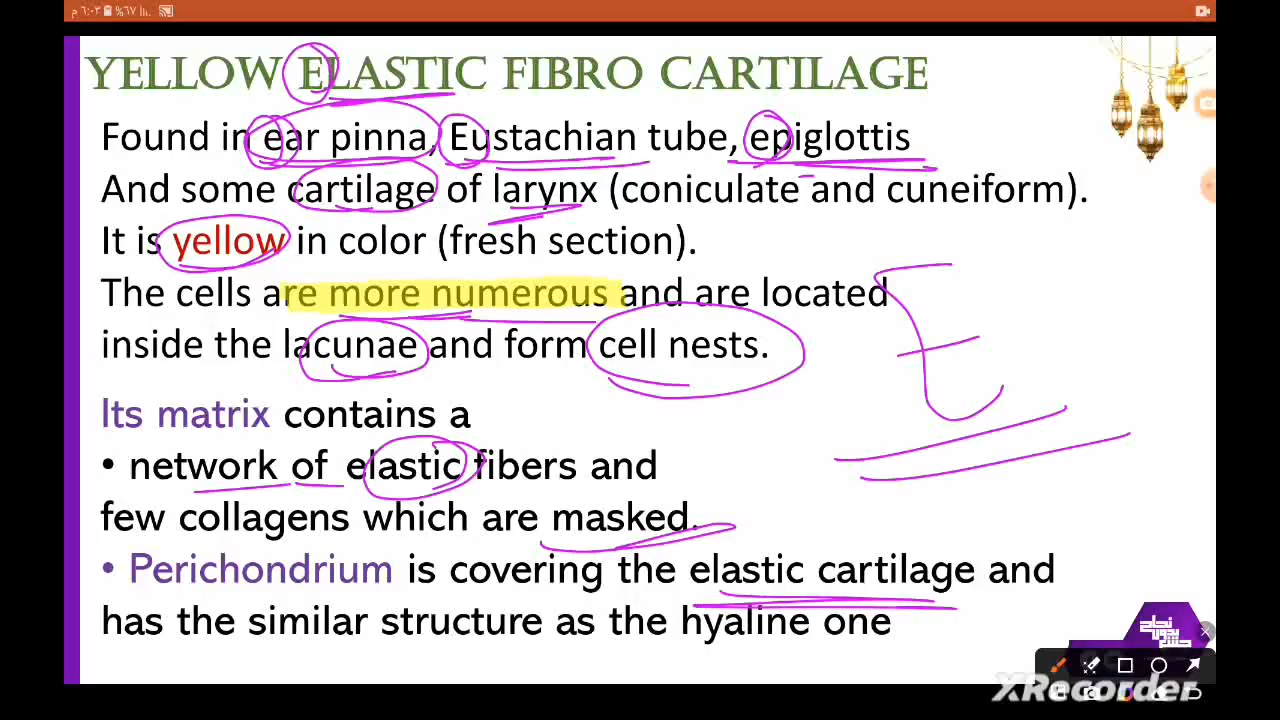 م ٦:٠٣ %٦٧
YELLOW ELASTIC FIBRO CARTILAGE
Found in ear pinna, Eustachian tube, epiglottis
And some cartilage of larynx (coniculate and cuneiform).
It is yellow in color (fresh section).
The cells are more numerous and are located
inside the lacunae and form cell nests.
Its matrix contains a
• network of elastic fibers and
few collagens which are masked.
• Perichondrium is covering the elastic cartilage and
has the similar structure as the hyaline one
XRecorder